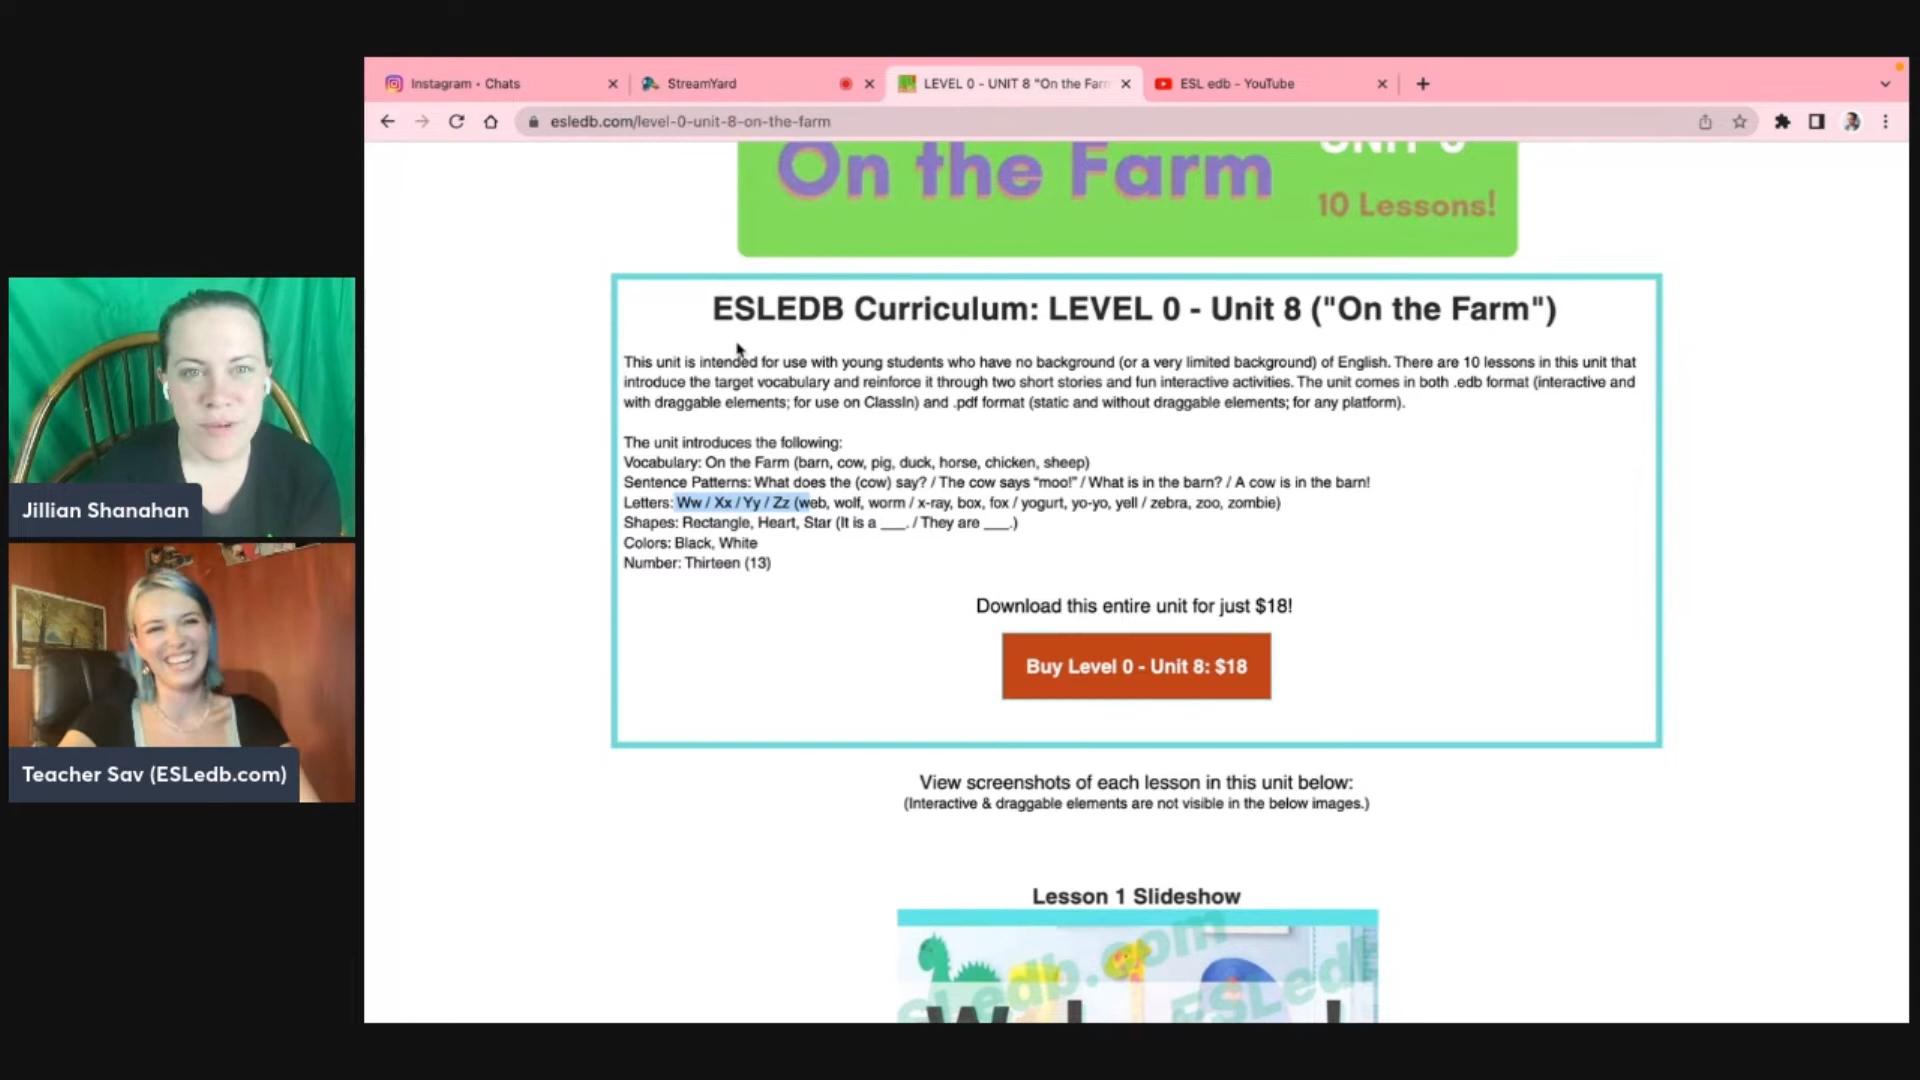 Instagram • Chats
StreamYard
LEVEL 0 - UNIT 8 "On the Farm
ESL edb - YouTube
esledb.com/level-0-unit-8-on-the-farm
On the Farm
10 Lessons!
ESLEDB Curriculum: LEVEL 0 - Unit 8 ("On the Farm")
This unit is intended for use with young students who have no background (or a very limited background) of English. There are 10 lessons in this unit that
introduce the target vocabulary and reinforce it through two short stories and fun interactive activities. The unit comes in both .edb format (interactive and
with draggable elements; for use on ClassIn) and .pdf format (static and without draggable elements; for any platform).
The unit introduces the following:
Vocabulary: On the Farm (barn, cow, pig, duck, horse, chicken, sheep)
Sentence Patterns: What does the (cow) say? / The cow says "moo!" / What is in the barn? / A cow is in the barn!
Letters: Ww / Xx / Yy / Zz (web, wolf, worm / x-ray, box, fox / yogurt, yo-yo, yell / zebra, zoo, zombie)
Shapes: Rectangle, Heart, Star (It is a ___. / They are ___.)
Colors: Black, White
Number: Thirteen (13)
Download this entire unit for just $18!
Buy Level 0 - Unit 8: $18
View screenshots of each lesson in this unit below:
(Interactive & draggable elements are not visible in the below images.)
Lesson 1 Slideshow
Jillian Shanahan
Teacher Sav (ESLedb.com)